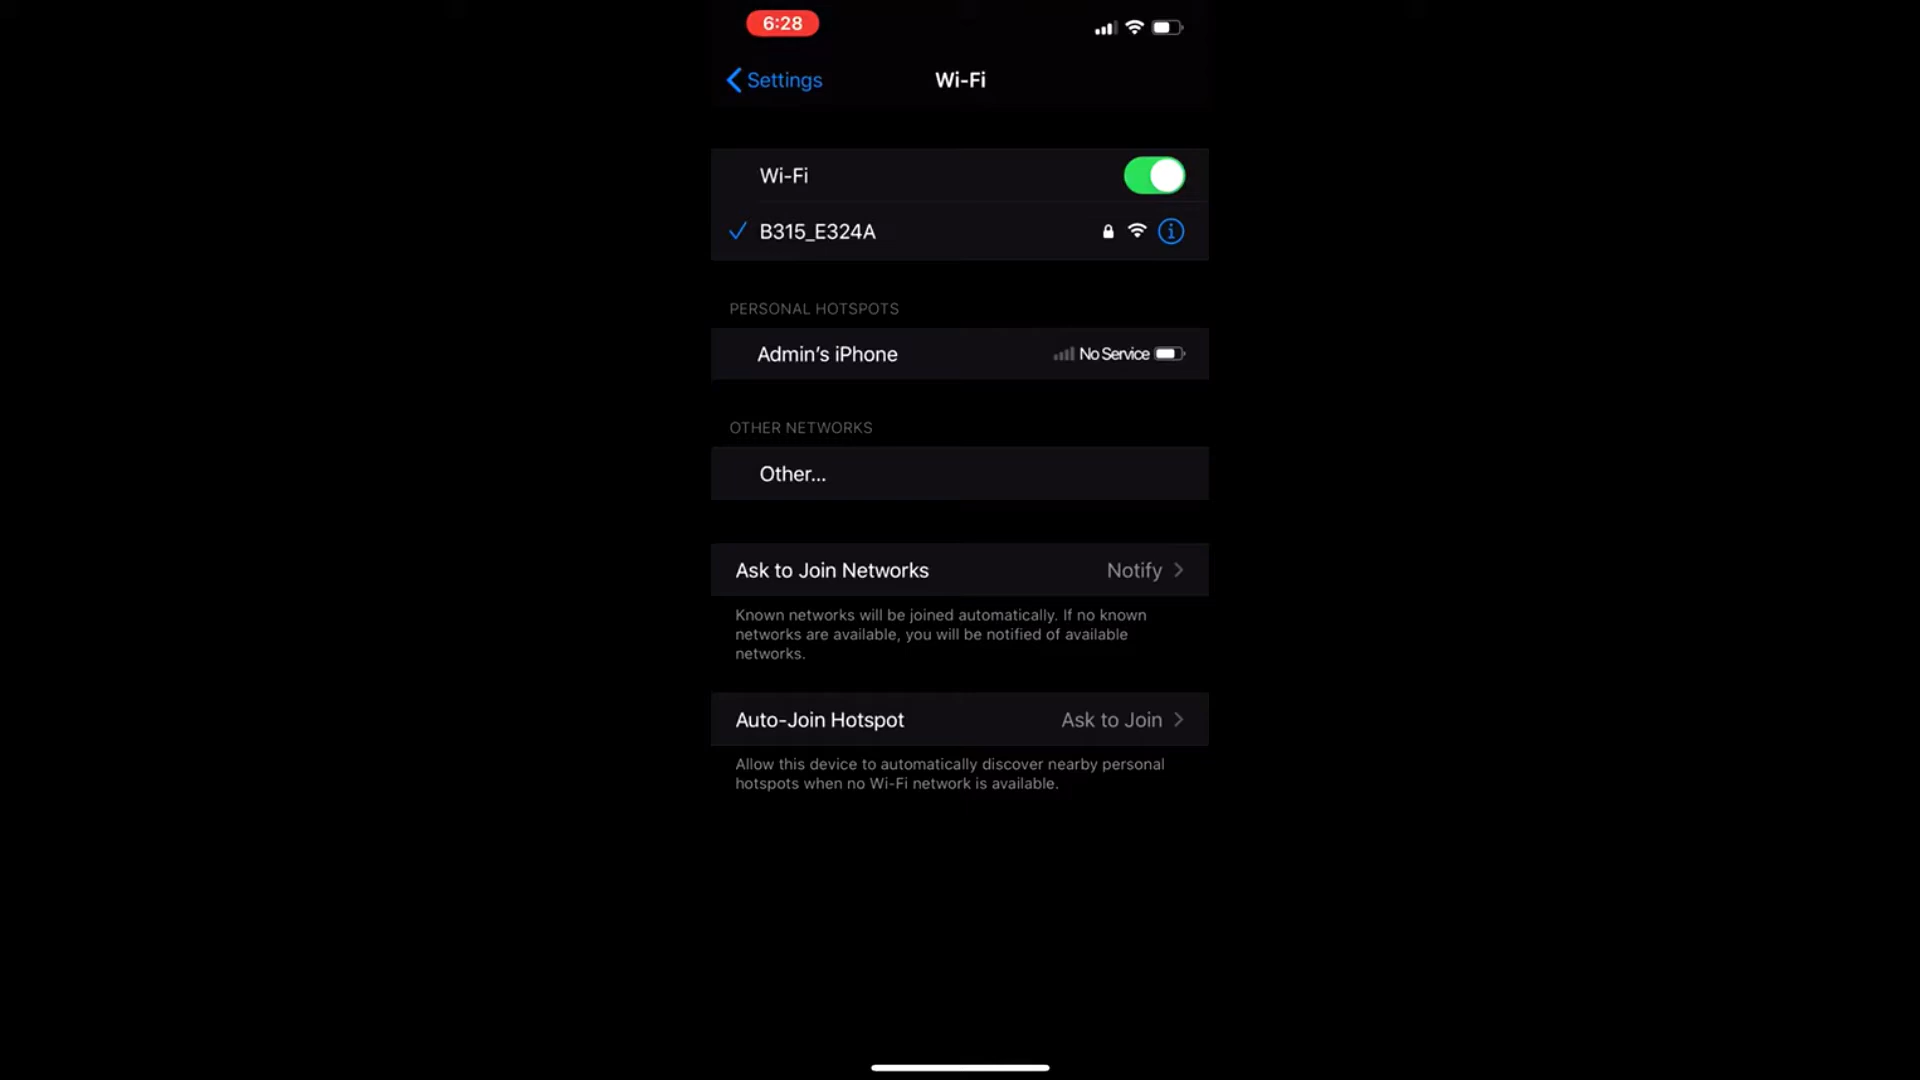 6:28
Settings
Wi-Fi
Wi-Fi
B315_E324A
PERSONAL HOTSPOTS
Admin's iPhone No Service
OTHER NETWORKS
Other...
Ask to Join Networks Notify
Known networks will be joined automatically. If no known
networks are available, you will be notified of available
networks.
Auto-Join Hotspot Ask to Join
Allow this device to automatically discover nearby personal
hotspots when no Wi-Fi network is available.